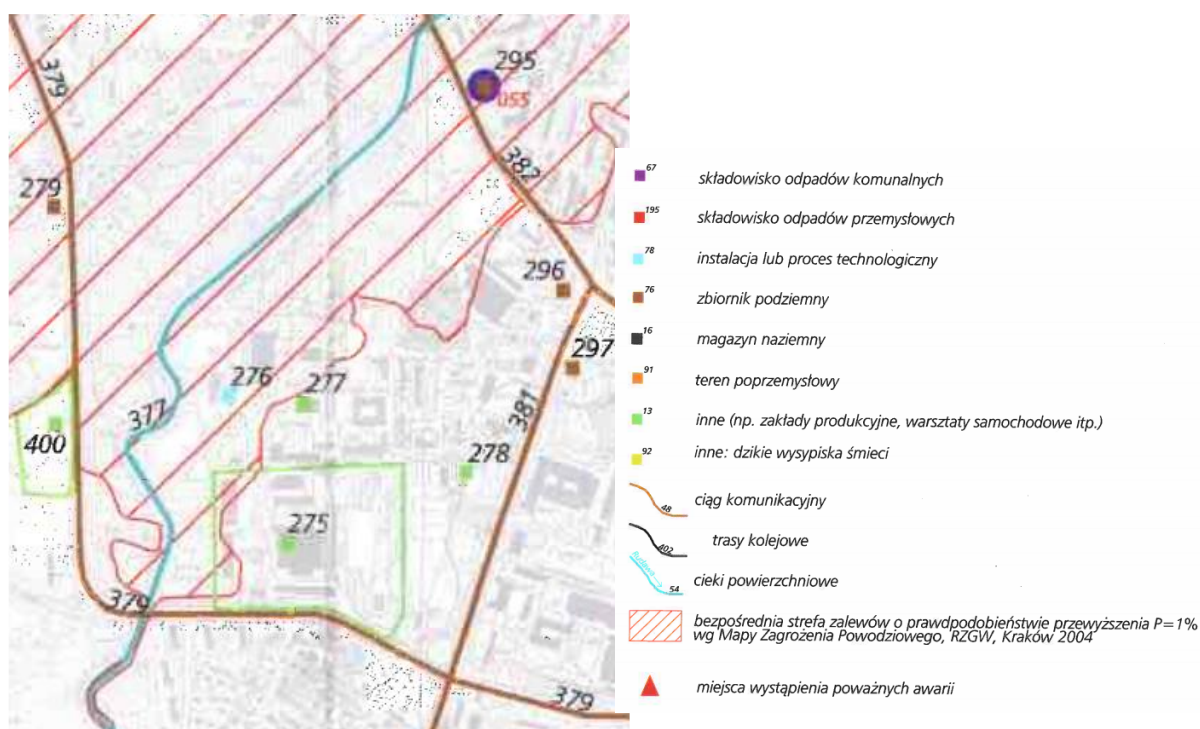 379
295
055
382
279
296
297
276
277
377
381
400
278
275
379
379
67
składowisko odpadów komunalnych
195
składowisko odpadów przemysłowych
78
instalacja lub proces technologiczny
76
zbiornik podziemny
16
magazyn naziemny
91
teren poprzemysłowy
13
inne (np. zakłady produkcyjne, warsztaty samochodowe itp.)
92
inne: dzikie wysypiska śmieci
48
ciąg komunikacyjny
402
trasy kolejowe
54
cieki powierzchniowe
bezpośrednia strefa zalewów o prawdpodobieństwie przewyższenia P=1%
wg Mapy Zagrożenia Powodziowego, RZGW, Kraków 2004
miejsca wystąpienia poważnych awarii